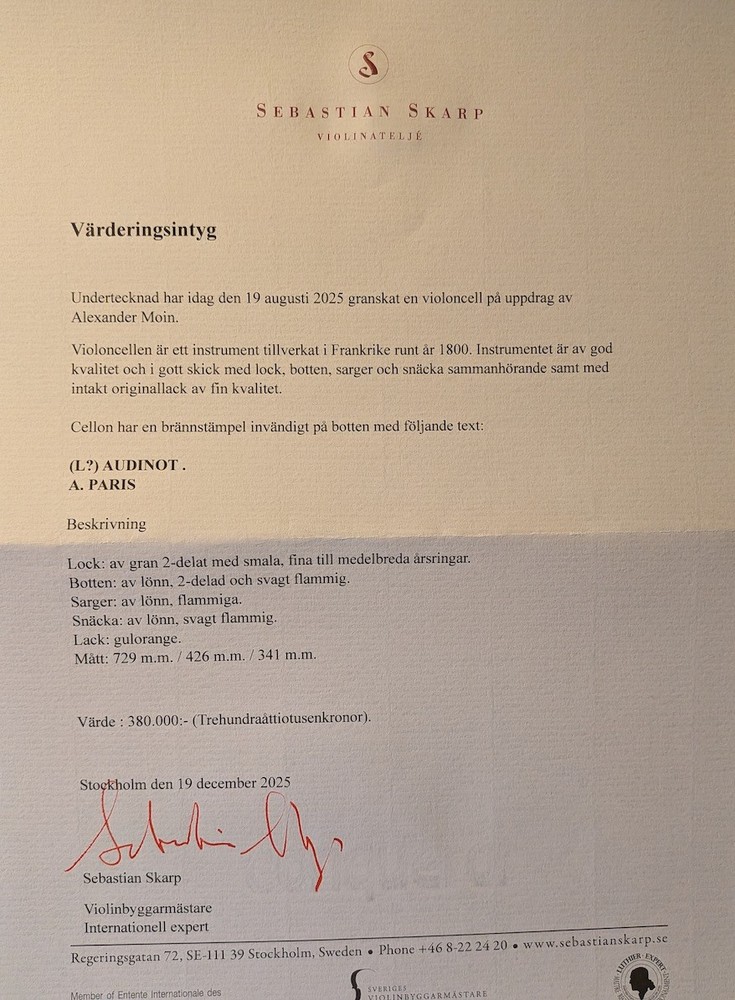 S
SEBASTIAN SKARP
VIOLINATELJÉ
Värderingsintyg
Undertecknad har idag den 19 augusti 2025 granskat en violoncell på uppdrag av
Alexander Moin.
Violoncellen är ett instrument tillverkat i Frankrike runt år 1800. Instrumentet är av god
kvalitet och i gott skick med lock, botten, sarger och snäcka sammanhörande samt med
intakt originallack av fin kvalitet.
Cellon har en brännstämpel invändigt på botten med följande text:
(L?) AUDINOT .
A. PARIS
Beskrivning
Lock: av gran 2-delat med smala, fina till medelbreda årsringar.
Botten: av lönn, 2-delad och svagt flammig.
Sarger: av lönn, flammiga.
Snäcka: av lönn, svagt flammig.
Lack: gulorange.
Mått: 729 m.m. / 426 m.m. / 341 m.m.
Värde : 380.000:- (Trehundraåttiotusenkronor).
Stockholm den 19 december 2025
Sebastian Skarp
Violinbyggarmästare
Internationell expert
Regeringsgatan 72, SE-111 39 Stockholm, Sweden • Phone +46 8-22 24 20 • www.sebastianskarp.se
Member of Entente Internationale des
SVERIGES
VIOLINBYGGARMÄSTARE
LUTHIER · EXPERT